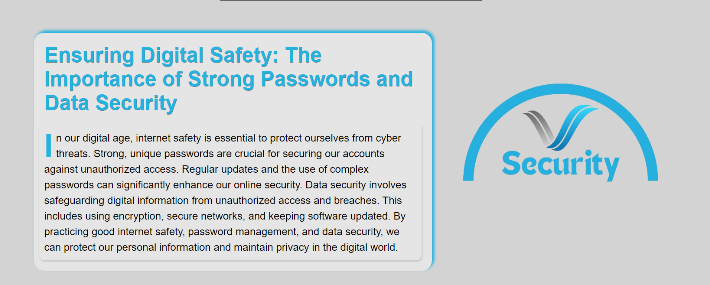 Ensuring Digital Safety: The
Importance of Strong Passwords and
Data Security
In our digital age, internet safety is essential to protect ourselves from cyber
threats. Strong, unique passwords are crucial for securing our accounts
against unauthorized access. Regular updates and the use of complex
passwords can significantly enhance our online security. Data security involves
safeguarding digital information from unauthorized access and breaches. This
includes using encryption, secure networks, and keeping software updated. By
practicing good internet safety, password management, and data security, we
can protect our personal information and maintain privacy in the digital world.
Security